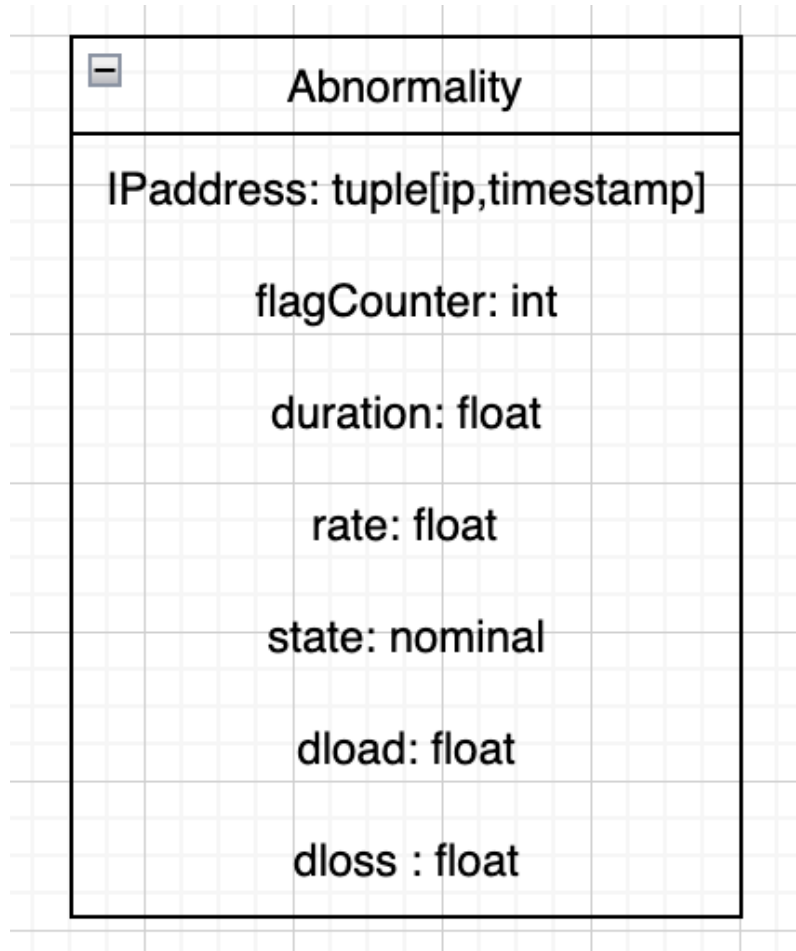 Abnormality
IPaddress: tuple[ip,timestamp]
flagCounter: int
duration: float
rate: float
state: nominal
dload: float
dloss : float